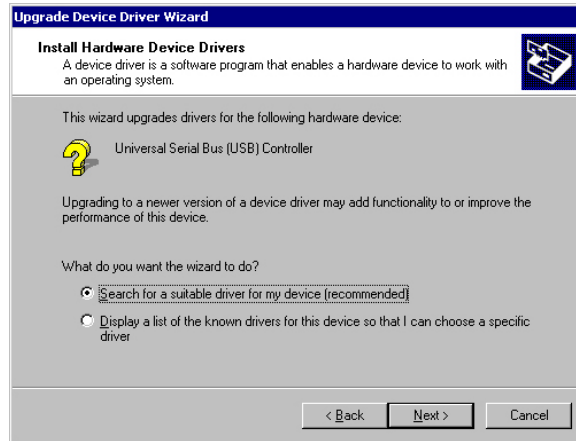 Upgrade Device Driver Wizard
Install Hardware Device Drivers
A device driver is a software program that enables a hardware device to work with
an operating system.
This wizard upgrades drivers for the following hardware device:
Universal Serial Bus (USB) Controller
Upgrading to a newer version of a device driver may add functionality to or improve the
performance of this device.
What do you want the wizard to do?
Search for a suitable driver for my device (recommended)
Display a list of the known drivers for this device so that I can choose a specific
driver
< Back
Next >
Cancel